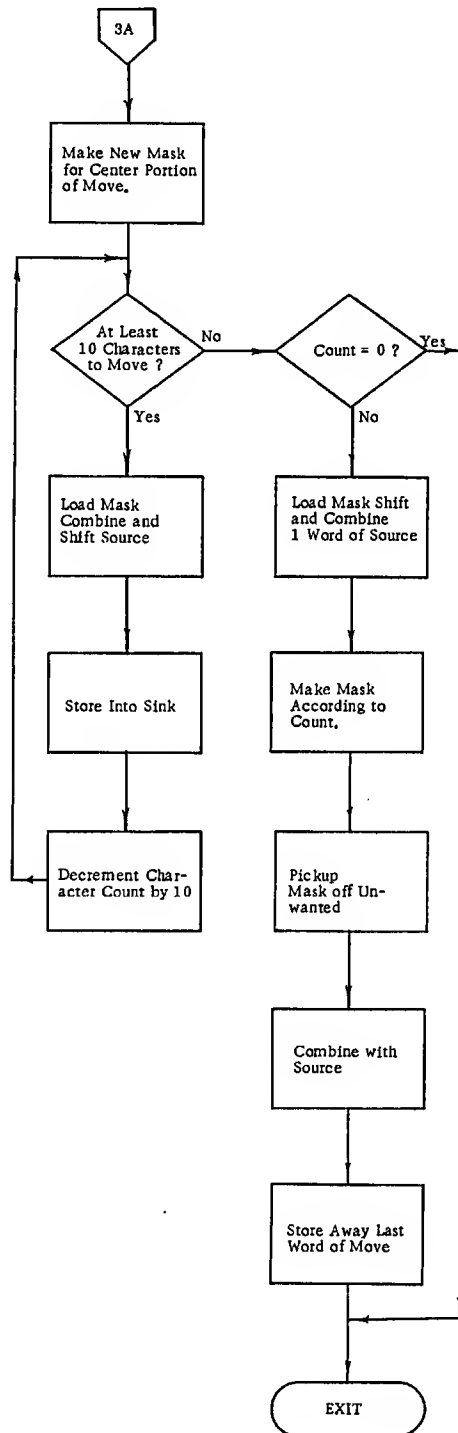 3A
Make New Mask
for Center Portion
of Move.
At Least
10 Characters
to Move ?
No
Yes
Count = 0 ?
Yes
No
Load Mask
Combine and
Shift Source
Load Mask Shift
and Combine
1 Word of Source
Store Into Sink
Make Mask
According to
Count.
Decrement Char-
acter Count by 10
Pickup
Mask off Un-
wanted
Combine with
Source
Store Away Last
Word of Move
EXIT